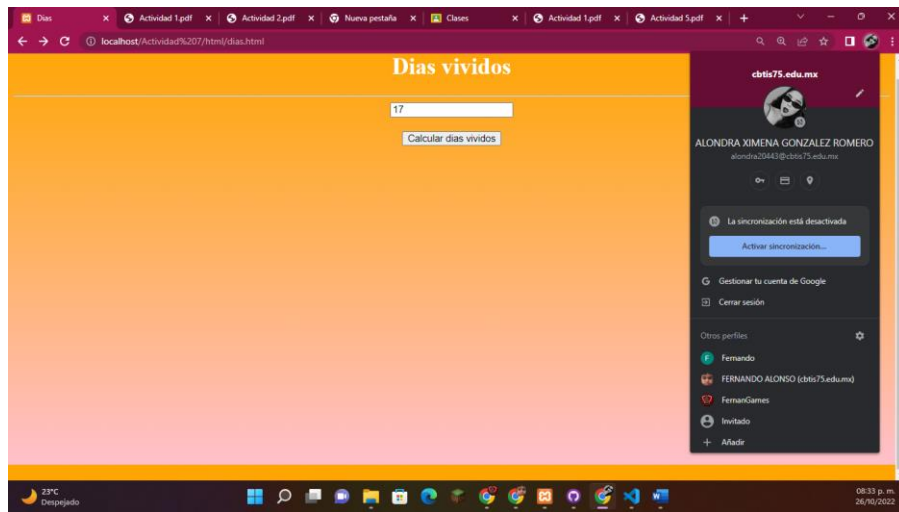 Dias
Actividad 1.pdf
Actividad 2.pdf
Nueva pestaña
Clases
Actividad 1.pdf
Actividad 5.pdf
localhost/Actividad%207/html/dias.html
Dias vividos
17
Calcular dias vividos
cbtis75.edu.mx
ALONDRA XIMENA GONZALEZ ROMERO
alondra20443@cbtis75.edu.mx
La sincronización está desactivada
Activar sincronización...
G Gestionar tu cuenta de Google
Cerrar sesión
Otros perfiles
F Fernando
FERNANDO ALONSO (cbtis75.edu.mx)
FernanGames
Invitado
+ Añadir
23°C
Despejado
08:33 p. m.
26/10/2022